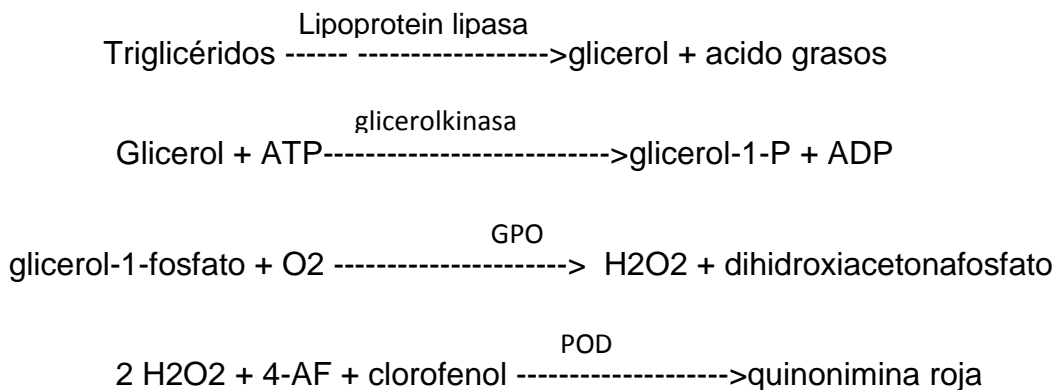 Lipoprotein lipasa
Triglicéridos ------ ------------------->glicerol + acido grasos
glicerolkinasa
Glicerol + ATP---------------------------->glicerol-1-P + ADP
GPO
glicerol-1-fosfato + O2 ----------------------> H2O2 + dihidroxiacetonafosfato
POD
2 H2O2 + 4-AF + clorofenol -------------------->quinonimina roja